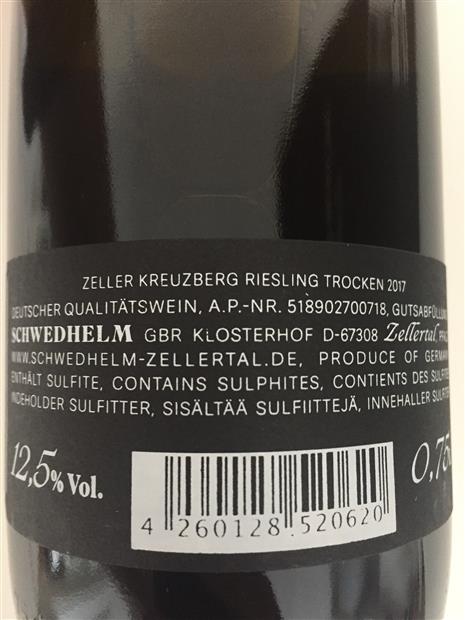 ZELLER KREUZBERG RIESLING TROCKEN 2017
DEUTSCHER QUALITÄTSWEIN, A.P.-NR. 518902700718, GUTSABFÜLLUNG
SCHWEDHELM GBR KLOSTERHOF D-67308 Zellertal,
WWW.SCHWEDHELM-ZELLERTAL.DE, PRODUCE OF GERMANY
ENTHÄLT SULFITE, CONTAINS SULPHITES, CONTIENT DES SULFITES
INDEHOLDER SULFITTER, SISÄLTÄÄ SULFIITTEJÄ, INNEHALLER
12,5% Vol.
0,75
4 260128 520620